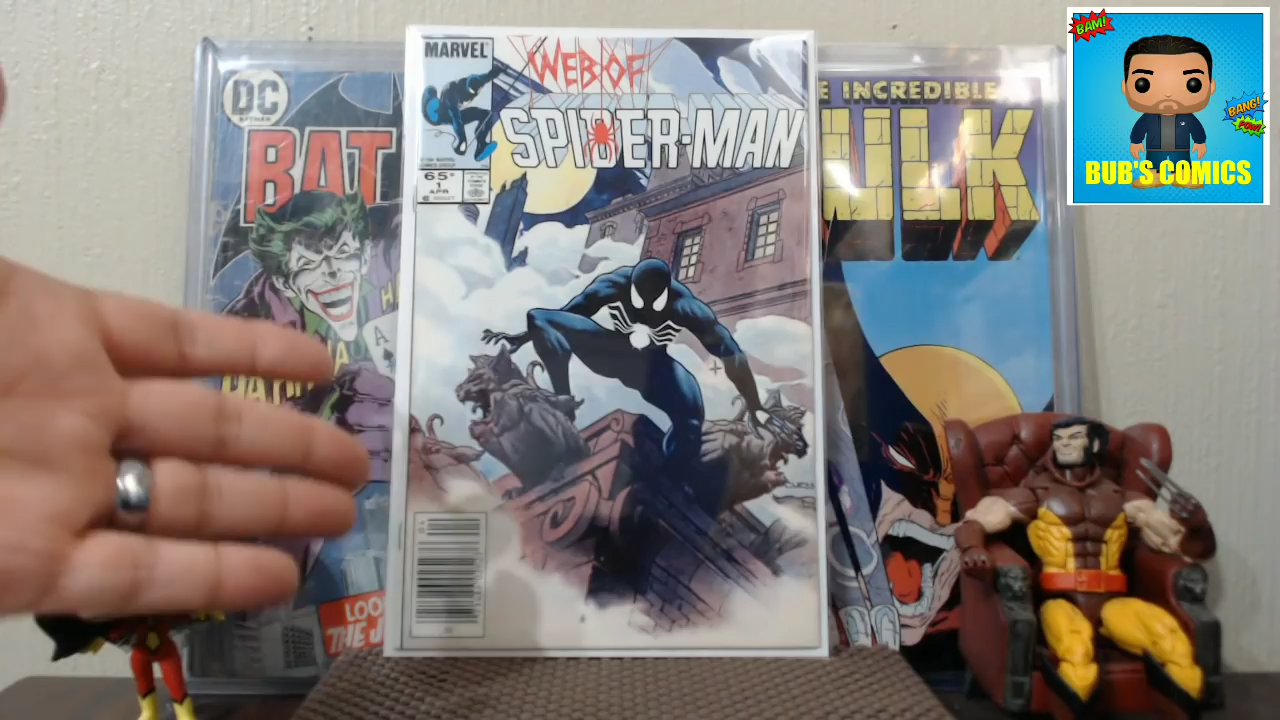 MARVEL
WEB OF
SPIDER-MAN
65¢
1
APR
DC
BAT
THE INCREDIBLE
HULK
A
LOO
THE J
BAM!
BANG!
POW!
BUB'S COMICS